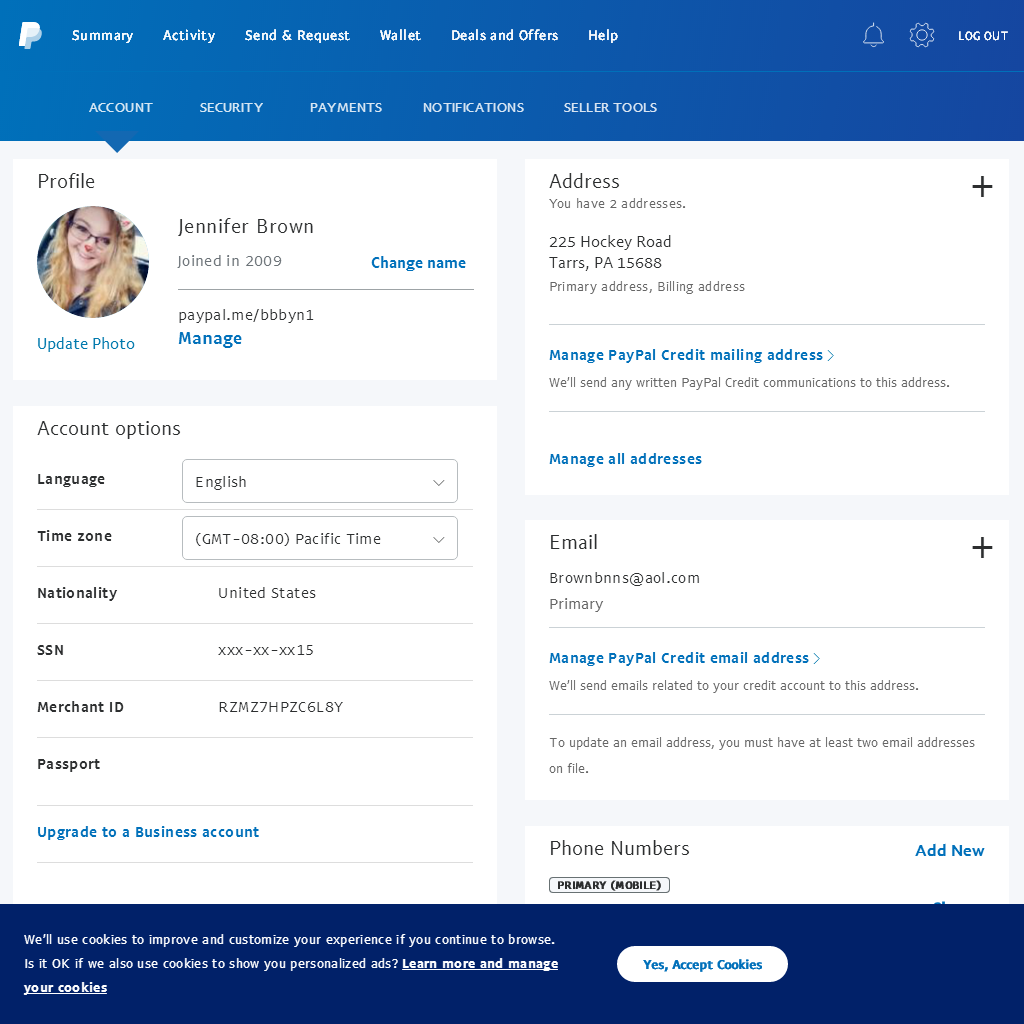 Summary Activity Send & Request Wallet Deals and Offers Help LOG OUT
ACCOUNT SECURITY PAYMENTS NOTIFICATIONS SELLER TOOLS
Profile
Jennifer Brown
Joined in 2009
Change name
paypal.me/bbbyn1
Manage
Update Photo
Account options
Language English
Time zone (GMT-08:00) Pacific Time
Nationality United States
SSN xxx-xx-xx15
Merchant ID RZMZ7HPZC6L8Y
Passport
Upgrade to a Business account
Address
You have 2 addresses.
225 Hockey Road
Tarrs, PA 15688
Primary address, Billing address
Manage PayPal Credit mailing address
We'll send any written PayPal Credit communications to this address.
Manage all addresses
Email
Brownbnns@aol.com
Primary
Manage PayPal Credit email address
We'll send emails related to your credit account to this address.
To update an email address, you must have at least two email addresses
on file.
Phone Numbers Add New
PRIMARY (MOBILE)
We'll use cookies to improve and customize your experience if you continue to browse.
Is it OK if we also use cookies to show you personalized ads? Learn more and manage
your cookies
Yes, Accept Cookies